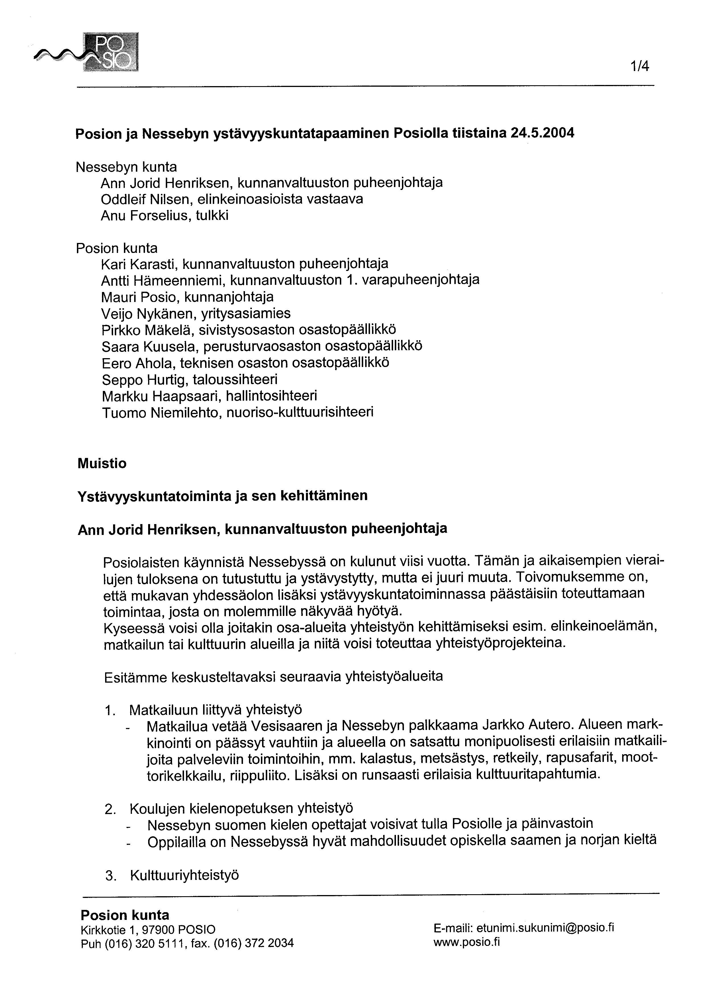 PO
SIO
1/4
Posion ja Nessebyn ystävyyskuntatapaaminen Posiolla tiistaina 24.5.2004
Nessebyn kunta
Ann Jorid Henriksen, kunnanvaltuuston puheenjohtaja
Oddleif Nilsen, elinkeinoasioista vastaava
Anu Forselius, tulkki
Posion kunta
Kari Karasti, kunnanvaltuuston puheenjohtaja
Antti Hämeenniemi, kunnanvaltuuston 1. varapuheenjohtaja
Mauri Posio, kunnanjohtaja
Veijo Nykänen, yritysasiamies
Pirkko Mäkelä, sivistysosaston osastopäällikkö
Saara Kuusela, perusturvaosaston osastopäällikkö
Eero Ahola, teknisen osaston osastopäällikkö
Seppo Hurtig, taloussihteeri
Markku Haapsaari, hallintosihteeri
Tuomo Niemilehto, nuoriso-kulttuurisihteeri
Muistio
Ystävyyskuntatoiminta ja sen kehittäminen
Ann Jorid Henriksen, kunnanvaltuuston puheenjohtaja
Posiolaisten käynnistä Nessebyssä on kulunut viisi vuotta. Tämän ja aikaisempien vierai-
lujen tuloksena on tutustuttu ja ystävystytty, mutta ei juuri muuta. Toivomuksemme on,
että mukavan yhdessäolon lisäksi ystävyyskuntatoiminnassa päästäisiin toteuttamaan
toimintaa, josta on molemmille näkyvää hyötyä.
Kyseessä voisi olla joitakin osa-alueita yhteistyön kehittämiseksi esim. elinkeinoelämän,
matkailun tai kulttuurin alueilla ja niitä voisi toteuttaa yhteistyöprojekteina.
Esitämme keskusteltavaksi seuraavia yhteistyöalueita
1. Matkailuun liittyvä yhteistyö
- Matkailua vetää Vesisaaren ja Nessebyn palkkaama Jarkko Autero. Alueen mark-
kinointi on päässyt vauhtiin ja alueella on satsattu monipuolisesti erilaisiin matkaili-
joita palveleviin toimintoihin, mm. kalastus, metsästys, retkeily, rapusafarit, moot-
torikelkkailu, riippuliito. Lisäksi on runsaasti erilaisia kulttuuritapahtumia.
2. Koulujen kielenopetuksen yhteistyö
- Nessebyn suomen kielen opettajat voisivat tulla Posiolle ja päinvastoin
- Oppilailla on Nessebyssä hyvät mahdollisuudet opiskella saamen ja norjan kieltä
3. Kulttuuriyhteistyö
Posion kunta
Kirkkotie 1, 97900 POSIO
Puh (016) 320 5111, fax. (016) 372 2034
E-maili: etunimi.sukunimi@posio.fi
www.posio.fi